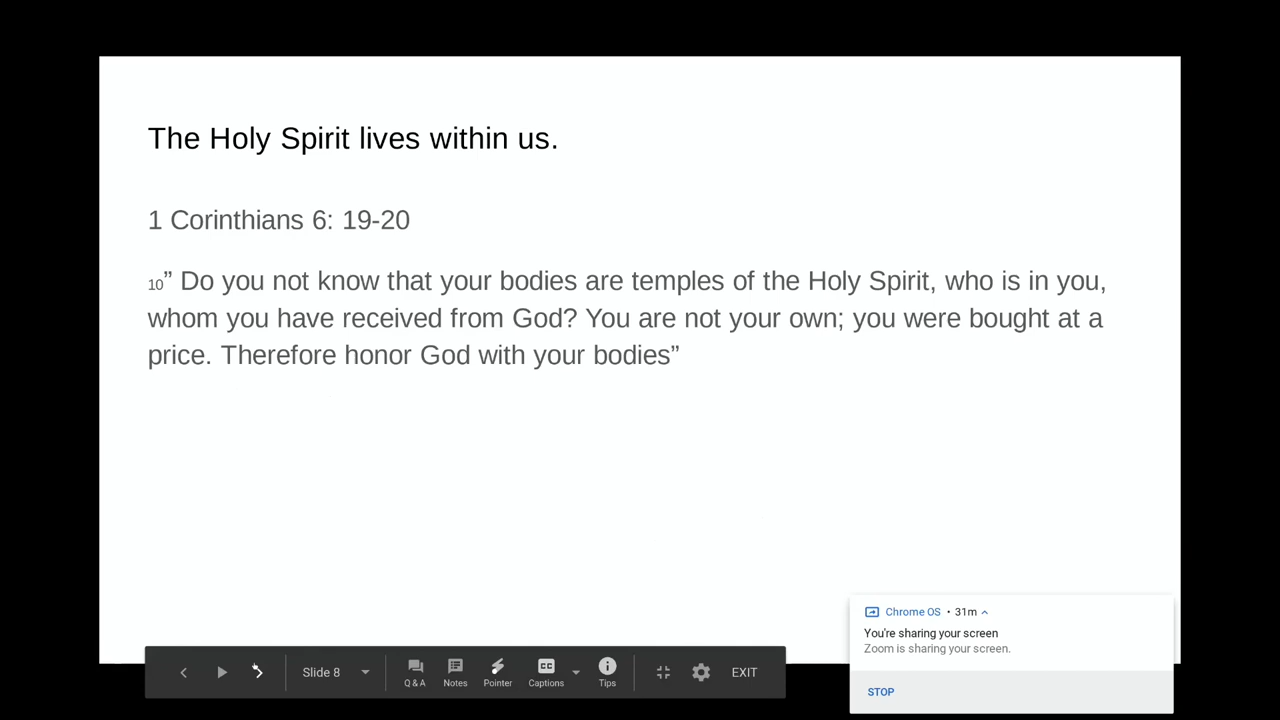 The Holy Spirit lives within us.
1 Corinthians 6: 19-20
10” Do you not know that your bodies are temples of the Holy Spirit, who is in you,
whom you have received from God? You are not your own; you were bought at a
price. Therefore honor God with your bodies”
Chrome OS • 31m
You're sharing your screen
Zoom is sharing your screen.
STOP
Slide 8
Q & A
Notes
Pointer
CC
Captions
Tips
EXIT